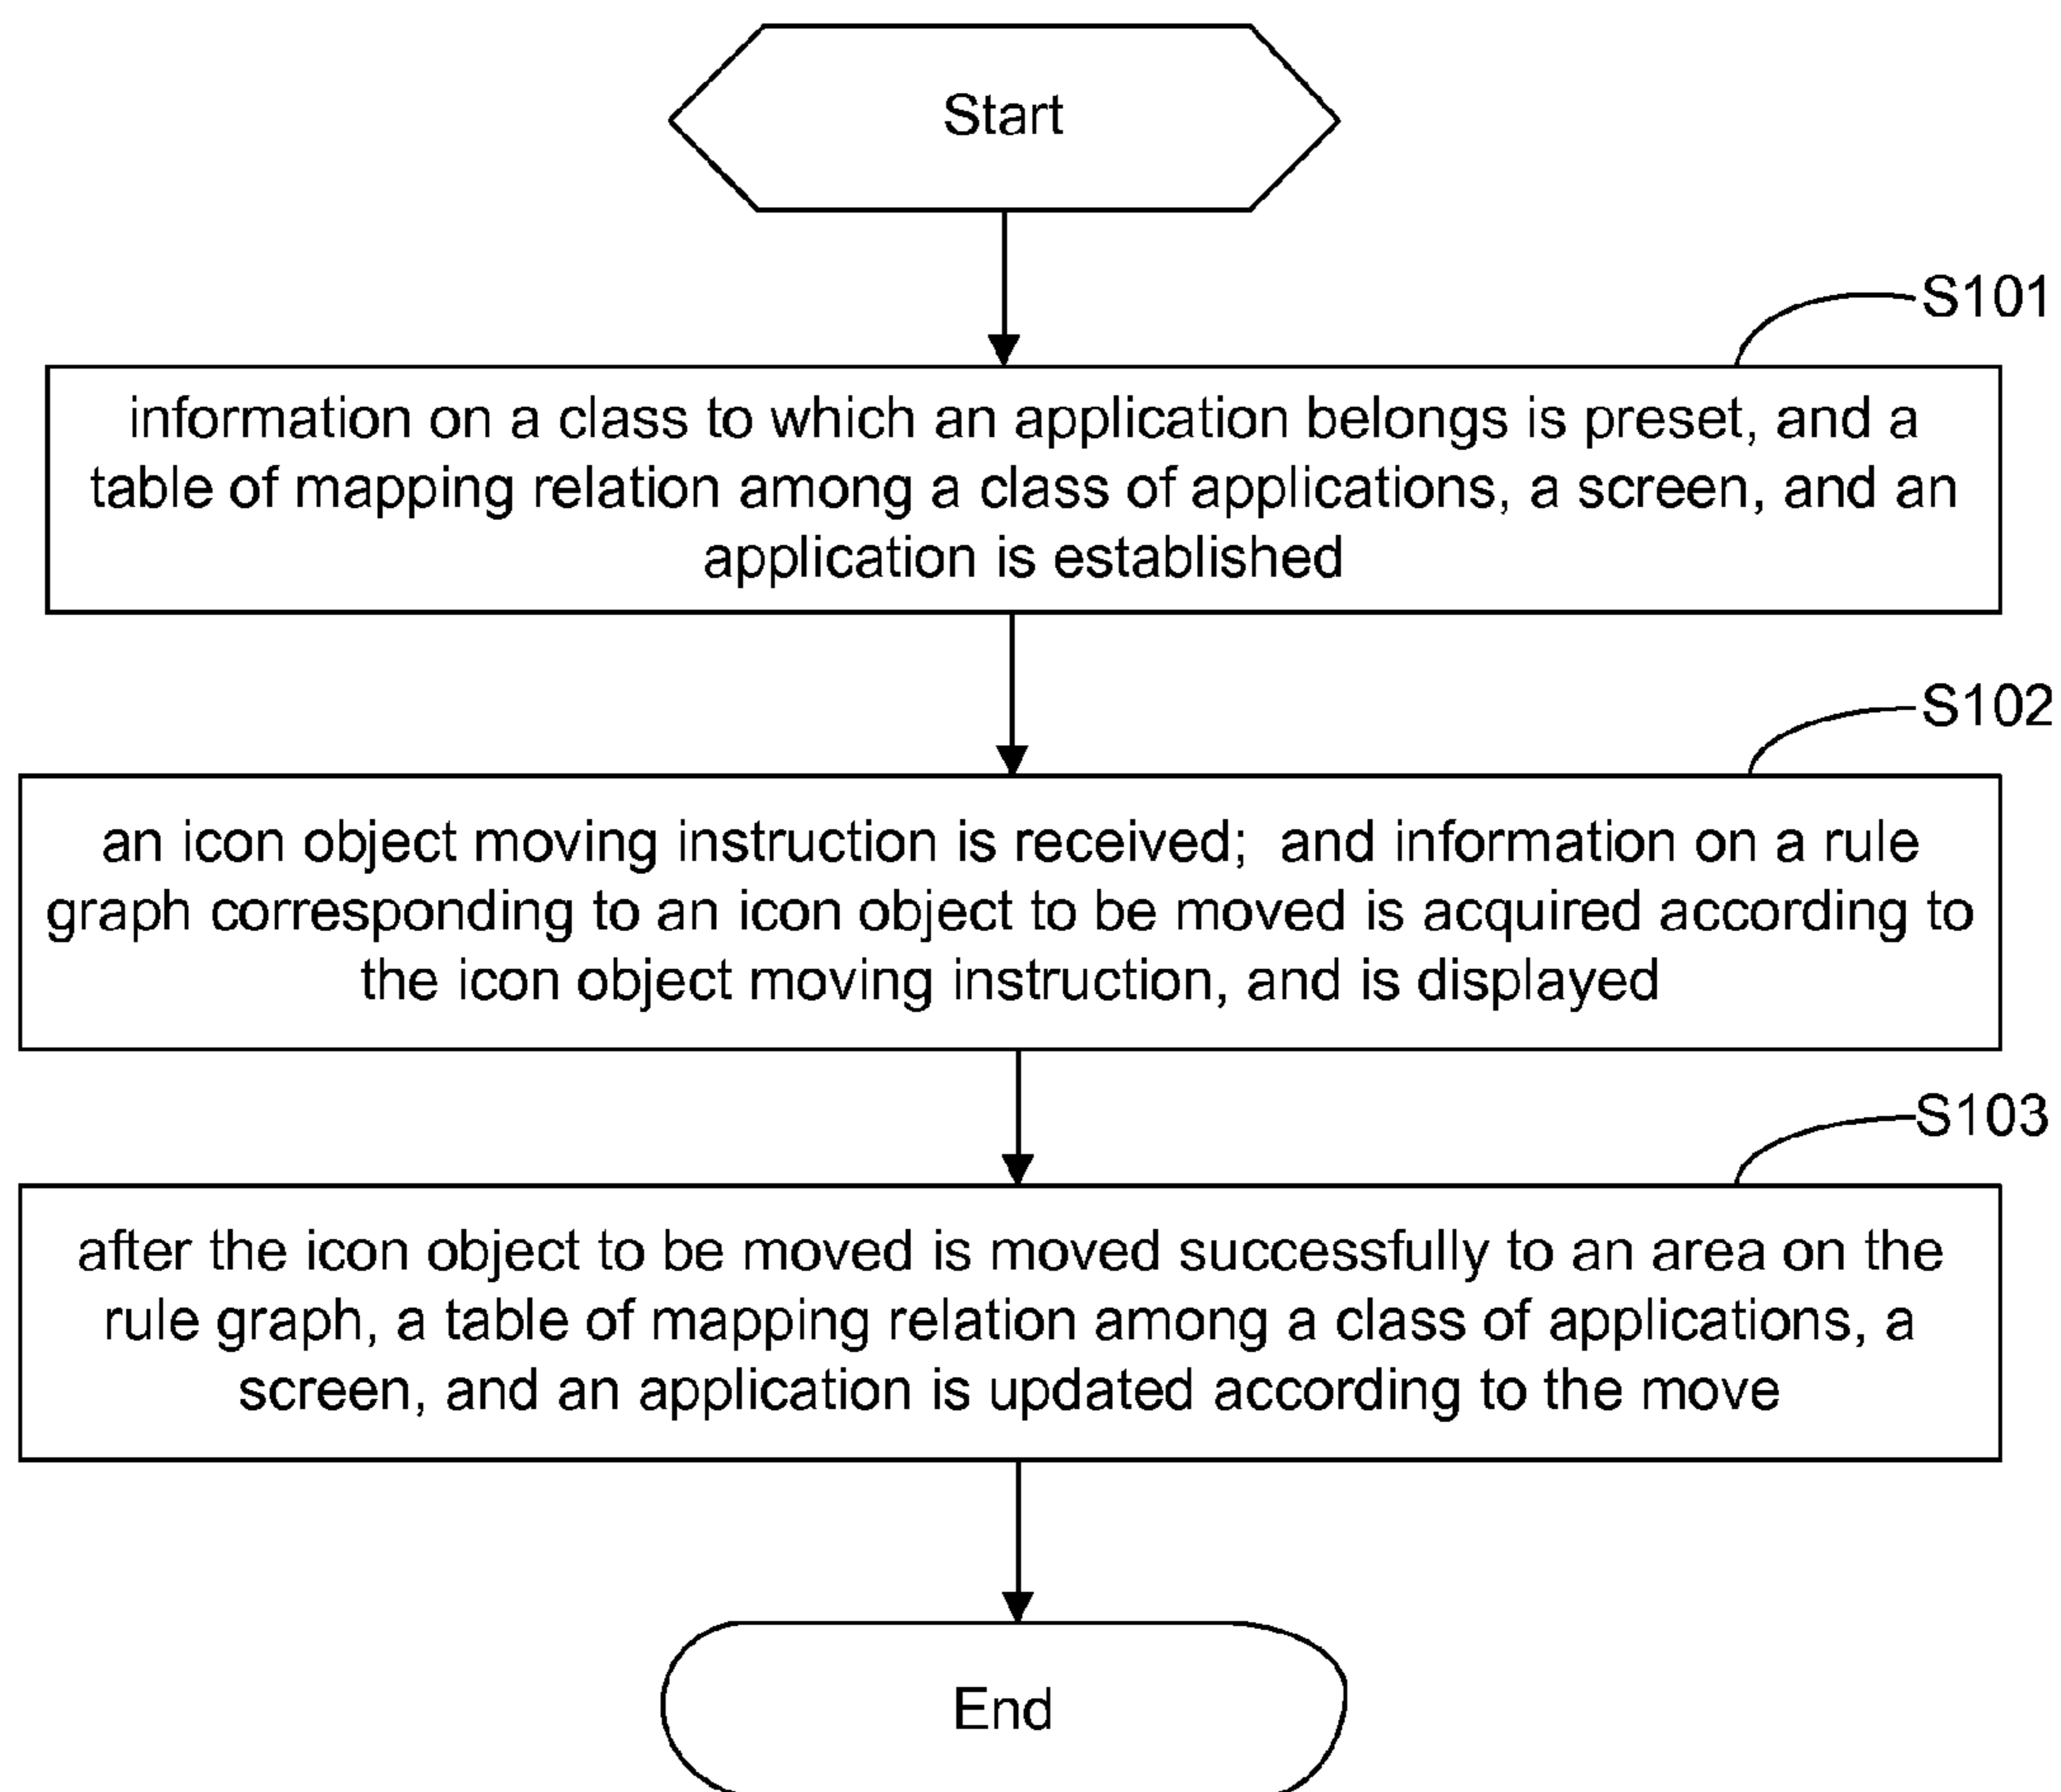 Start
S101
information on a class to which an application belongs is preset, and a
table of mapping relation among a class of applications, a screen, and an
application is established
S102
an icon object moving instruction is received; and information on a rule
graph corresponding to an icon object to be moved is acquired according to
the icon object moving instruction, and is displayed
S103
after the icon object to be moved is moved successfully to an area on the
rule graph, a table of mapping relation among a class of applications, a
screen, and an application is updated according to the move
End